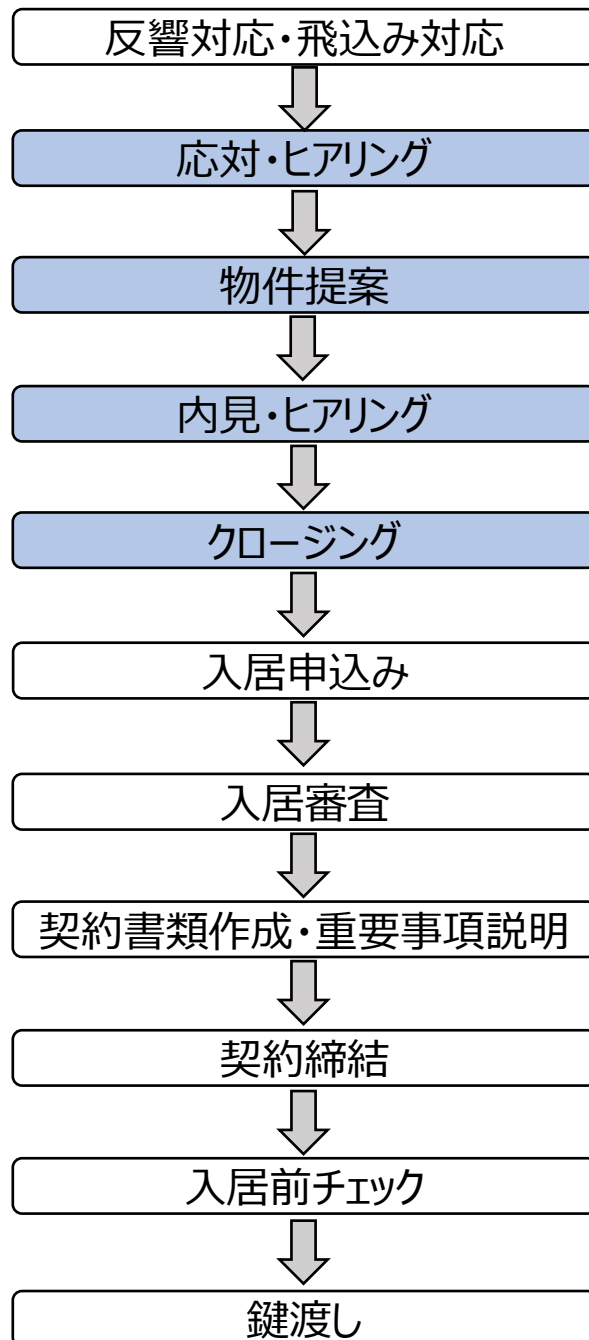 反響対応・飛込み対応
応対・ヒアリング
物件提案
内見・ヒアリング
クロージング
入居申込み
入居審査
契約書類作成・重要事項説明
契約締結
入居前チェック
鍵渡し